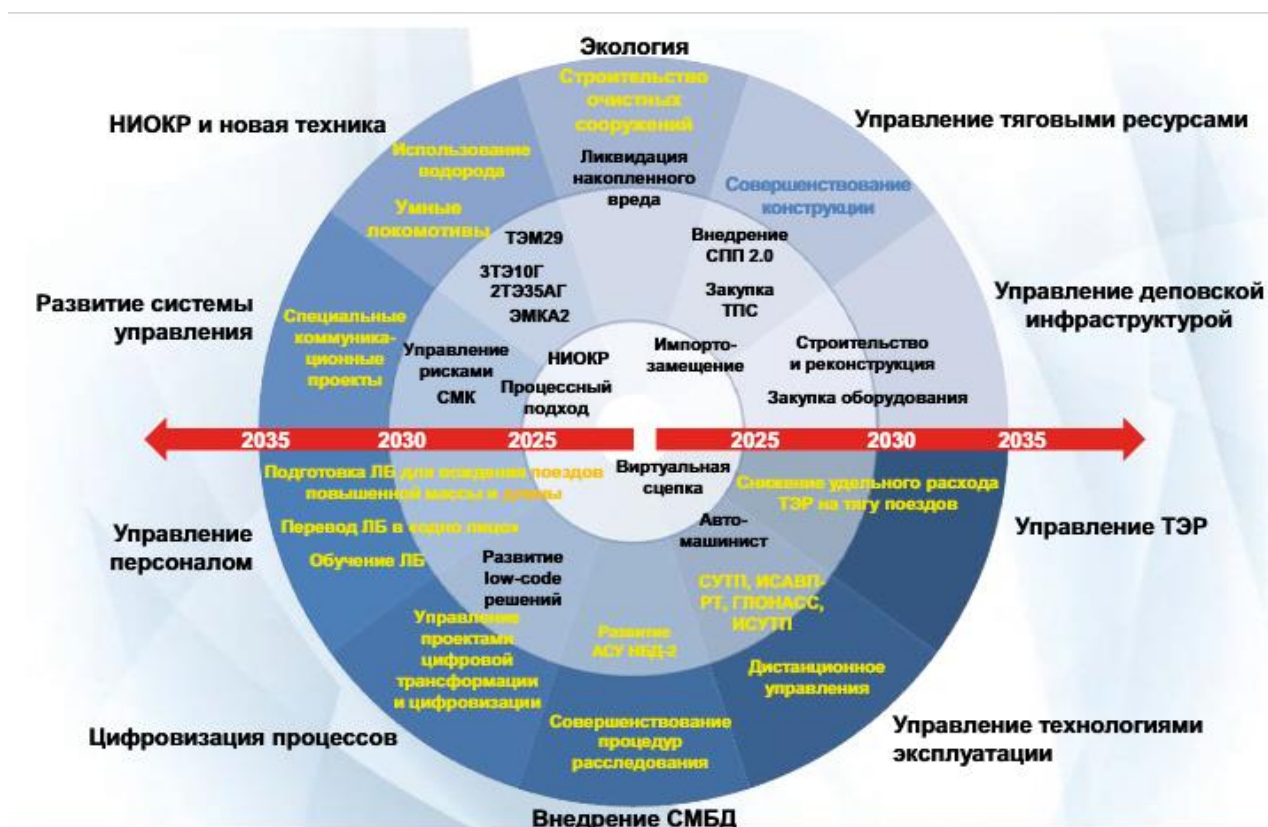 Экология
НИОКР и новая техника
Управление тяговыми ресурсами
Строительство
очистных
сооружений
Использование
водорода
Ликвидация
накопленного
вреда
Совершенствование
конструкции
Умные
локомотивы
ТЭМ29
3ТЭ10Г
2ТЭ35АГ
ЭМКА2
Внедрение
СПП 2.0
Закупка
ТПС
Развитие системы
управления
Управление деповской
инфраструктурой
Специальные
коммуника-
ционные
проекты
Управление
рисками
СМК
НИОКР
Процессный
подход
Импорто-
замещение
Строительство
и реконструкция
Закупка оборудования
2035 2030 2025 2025 2030 2035
Подготовка ЛБ для вождения поездов
повышенной массы и длины
Перевод ЛБ в «одно лицо»
Обучение ЛБ
Виртуальная
сцепка
Снижение удельного расхода
ТЭР на тягу поездов
Управление
персоналом
Управление ТЭР
Авто-
машинист
Развитие
low-code
решений
СУТП, ИСАВП-
РТ, ГЛОНАСС,
ИСУТП
Управление
проектами
цифровой
трансформации
и цифровизации
Развитие
АСУ НБД-2
Дистанционное
управления
Совершенствование
процедур
расследования
Цифровизация процессов
Управление технологиями
эксплуатации
Внедрение СМБД